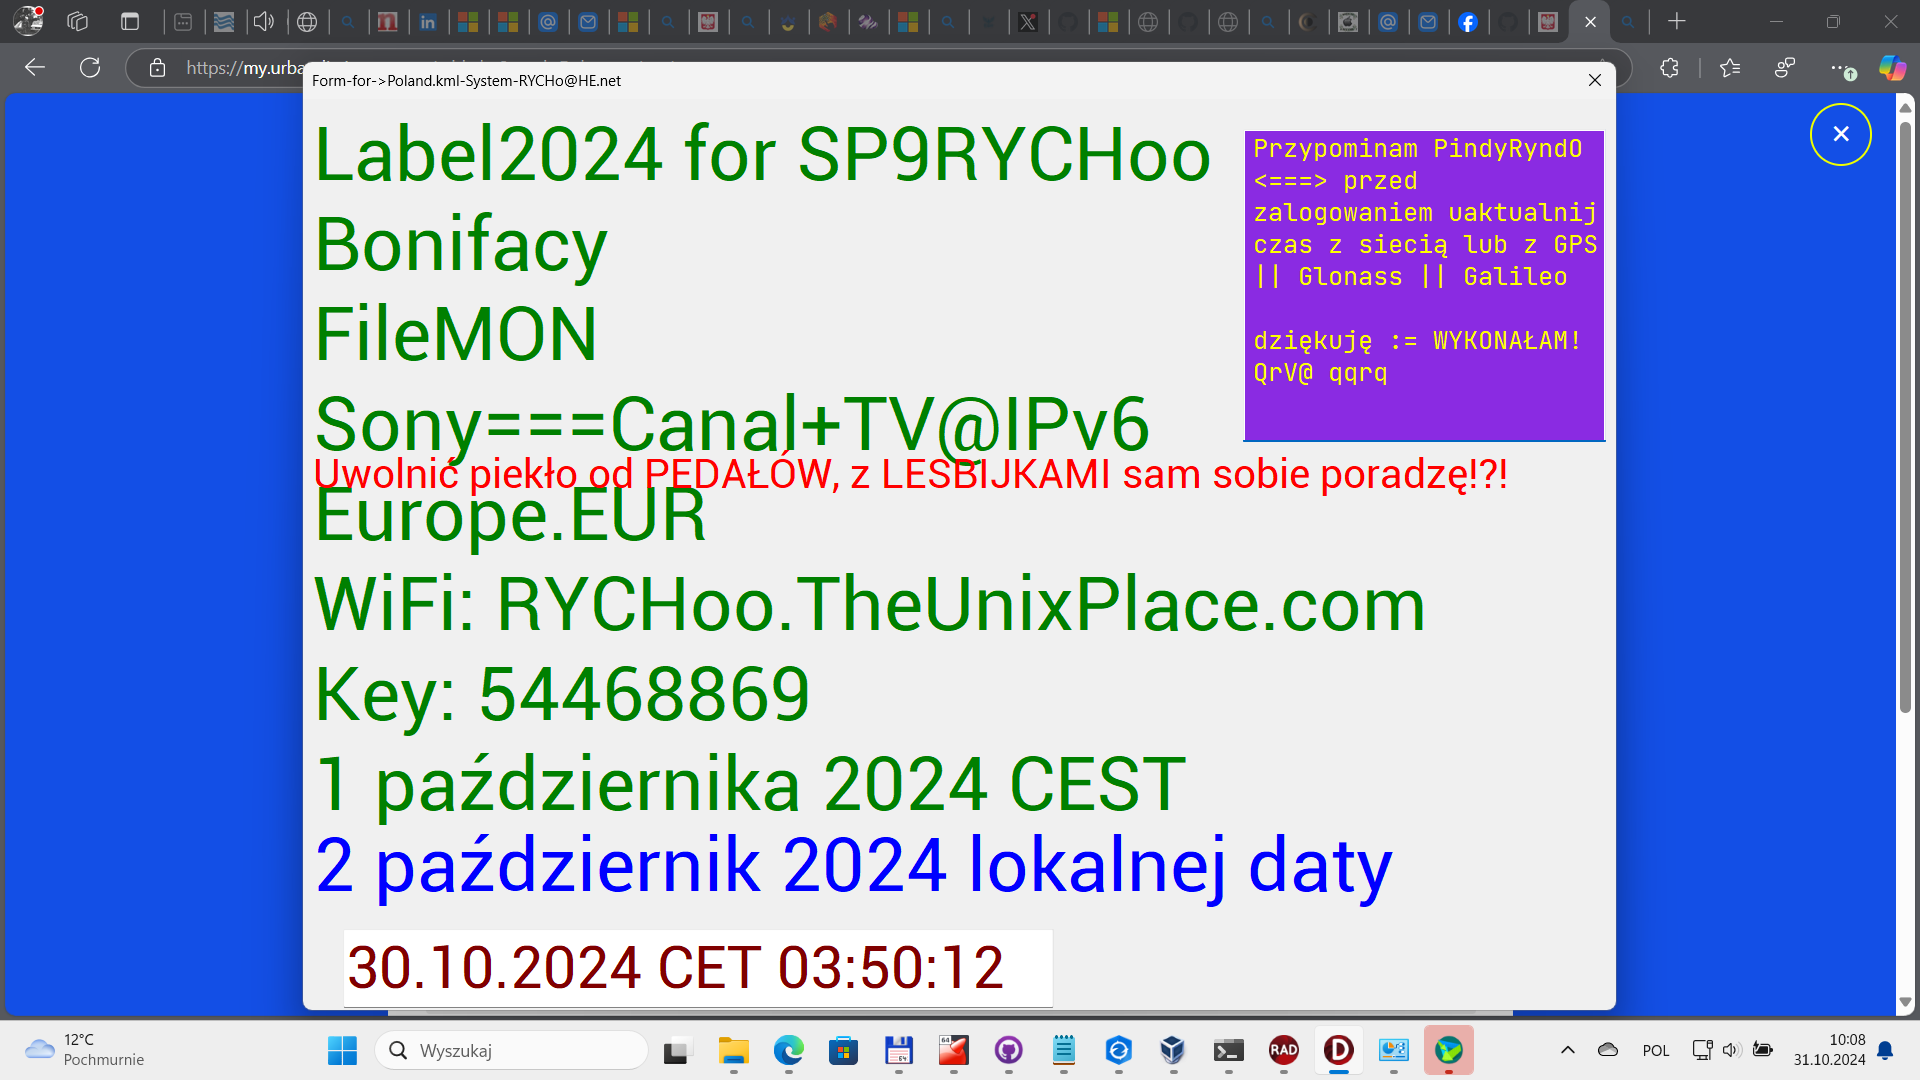 https://my.urba
Form-for->Poland.kml-System-RYCHo@HE.net
Label2024 for SP9RYCHoo
Bonifacy
FileMON
Sony===Canal+TV@IPv6
Uwolnić piekło od PEDAŁÓW, z LESBIJKAMI sam sobie poradzę!?!
Europe.EUR
WiFi: RYCHoo.TheUnixPlace.com
Key: 54468869
1 października 2024 CEST
2 październik 2024 lokalnej daty
30.10.2024 CET 03:50:12
Przypominam PindyRyndO
<===> przed
zalogowaniem uaktualnij
czas z siecią lub z GPS
|| Glonass || Galileo
dziękuję := WYKONAŁAM!
QrV@ qqrq
12°C
Pochmurnie
Wyszukaj
64
64
RAD
D
POL
10:08
31.10.2024